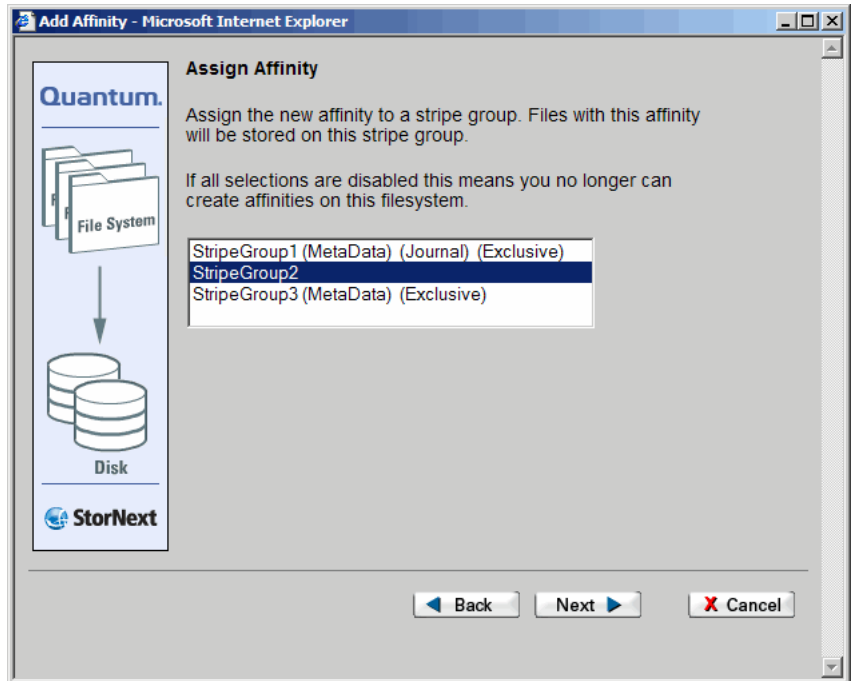 Add Affinity - Microsoft Internet Explorer
Quantum.
File System
Disk
StorNext
Assign Affinity
Assign the new affinity to a stripe group. Files with this affinity
will be stored on this stripe group.
If all selections are disabled this means you no longer can
create affinities on this filesystem.
StripeGroup1 (MetaData) (Journal) (Exclusive)
StripeGroup2
StripeGroup3 (MetaData) (Exclusive)
Back
Next
X Cancel